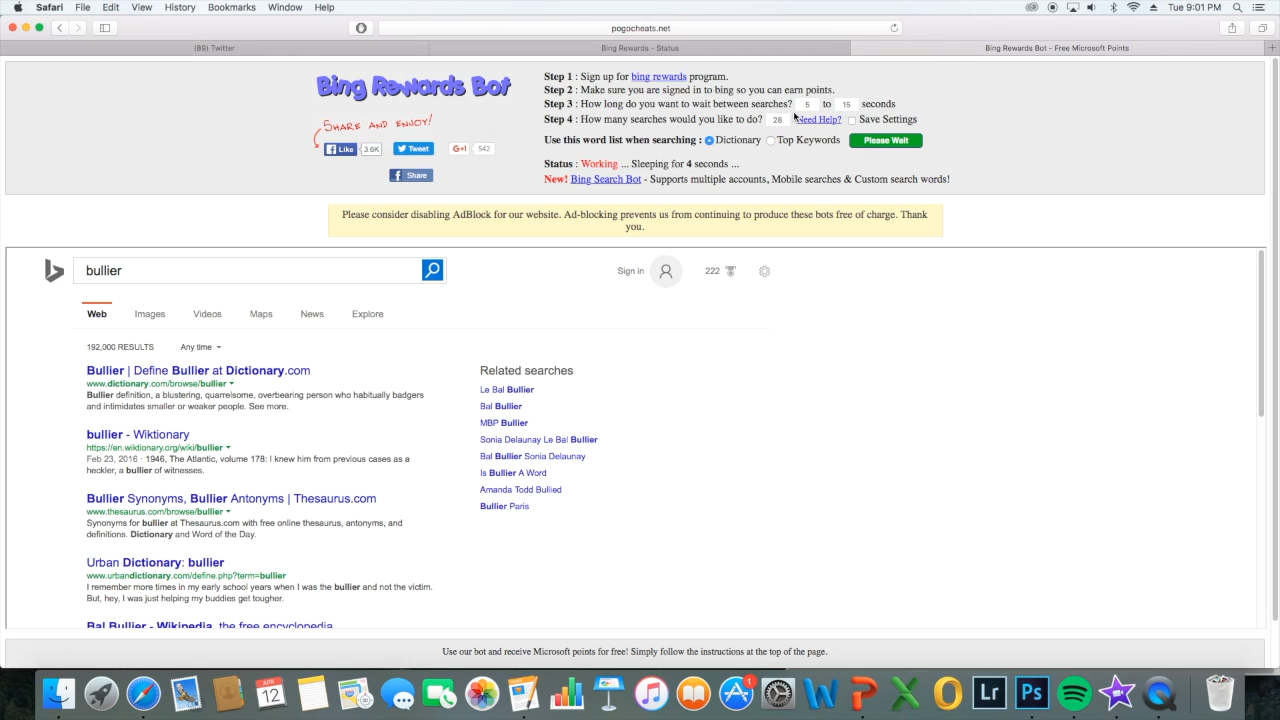 Safari File Edit View History Bookmarks Window Help Tue 9:01 PM
pogocheats.net
(89) Twitter Bing Rewards - Status Bing Rewards Bot - Free Microsoft Points
Bing Rewards Bot
SHARE AND ENJOY!
Like 3.6K Tweet G+1 542
Share
Step 1 : Sign up for bing rewards program.
Step 2 : Make sure you are signed in to bing so you can earn points.
Step 3 : How long do you want to wait between searches? 5 to 15 seconds
Step 4 : How many searches would you like to do? 28 Need Help? Save Settings
Use this word list when searching : Dictionary Top Keywords Please Wait
Status : Working ... Sleeping for 4 seconds ...
New! Bing Search Bot - Supports multiple accounts, Mobile searches & Custom search words!
Please consider disabling AdBlock for our website. Ad-blocking prevents us from continuing to produce these bots free of charge. Thank
you.
bullier Sign in 222
Web Images Videos Maps News Explore
192,000 RESULTS Any time
Bullier | Define Bullier at Dictionary.com
www.dictionary.com/browse/bullier
Bullier definition, a blustering, quarrelsome, overbearing person who habitually badgers
and intimidates smaller or weaker people. See more.
bullier - Wiktionary
https://en.wiktionary.org/wiki/bullier
Feb 23, 2016 · 1946, The Atlantic, volume 178: I knew him from previous cases as a
heckler, a bullier of witnesses.
Bullier Synonyms, Bullier Antonyms | Thesaurus.com
www.thesaurus.com/browse/bullier
Synonyms for bullier at Thesaurus.com with free online thesaurus, antonyms, and
definitions. Dictionary and Word of the Day.
Urban Dictionary: bullier
www.urbandictionary.com/define.php?term=bullier
I remember more times in my early school years when I was the bullier and not the victim.
But, hey, I was just helping my buddies get tougher.
Bal Bullier - Wikipedia, the free encyclopedia
Related searches
Le Bal Bullier
Bal Bullier
MBP Bullier
Sonia Delaunay Le Bal Bullier
Bal Bullier Sonia Delaunay
Is Bullier A Word
Amanda Todd Bullied
Bullier Paris
Use our bot and receive Microsoft points for free! Simply follow the instructions at the top of the page.
APR
12
1
Lr Ps